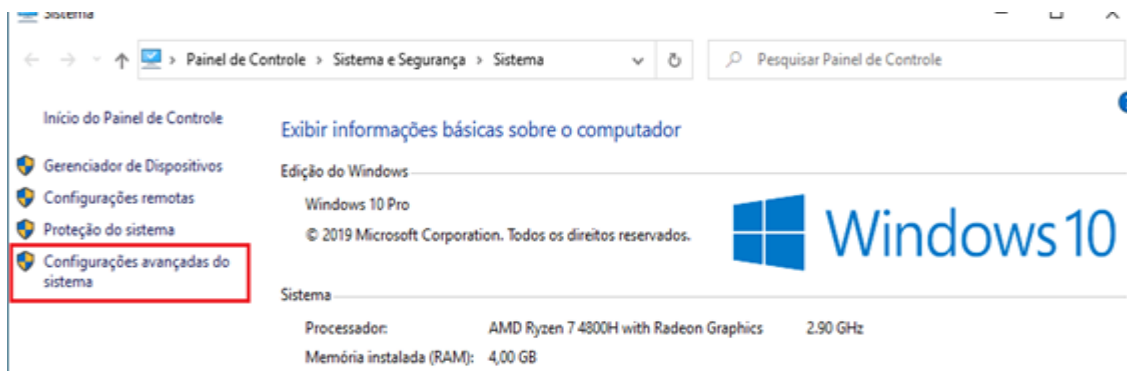 Sistema
Painel de Controle > Sistema e Segurança > Sistema
Pesquisar Painel de Controle
Início do Painel de Controle
Exibir informações básicas sobre o computador
Gerenciador de Dispositivos
Edição do Windows
Configurações remotas
Windows 10 Pro
Proteção do sistema
© 2019 Microsoft Corporation. Todos os direitos reservados.
Windows 10
Configurações avançadas do
sistema
Sistema
Processador: AMD Ryzen 7 4800H with Radeon Graphics 2.90 GHz
Memória instalada (RAM): 4,00 GB